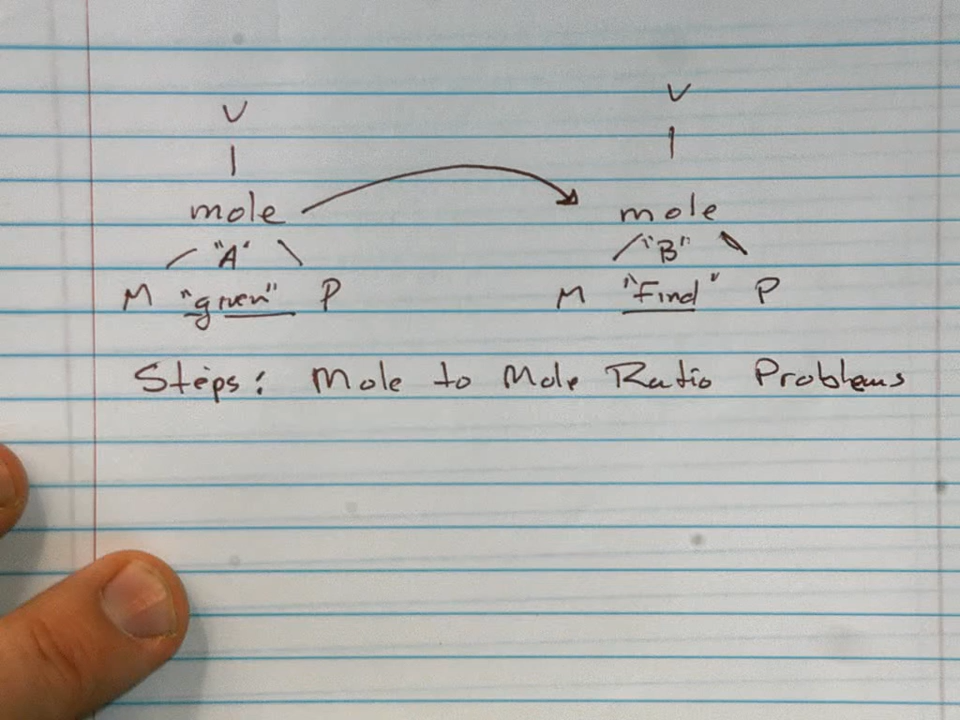 V V
mole mole
"A" "B"
M "given" P M "Find" P
Steps: Mole to Mole Ratio Problems